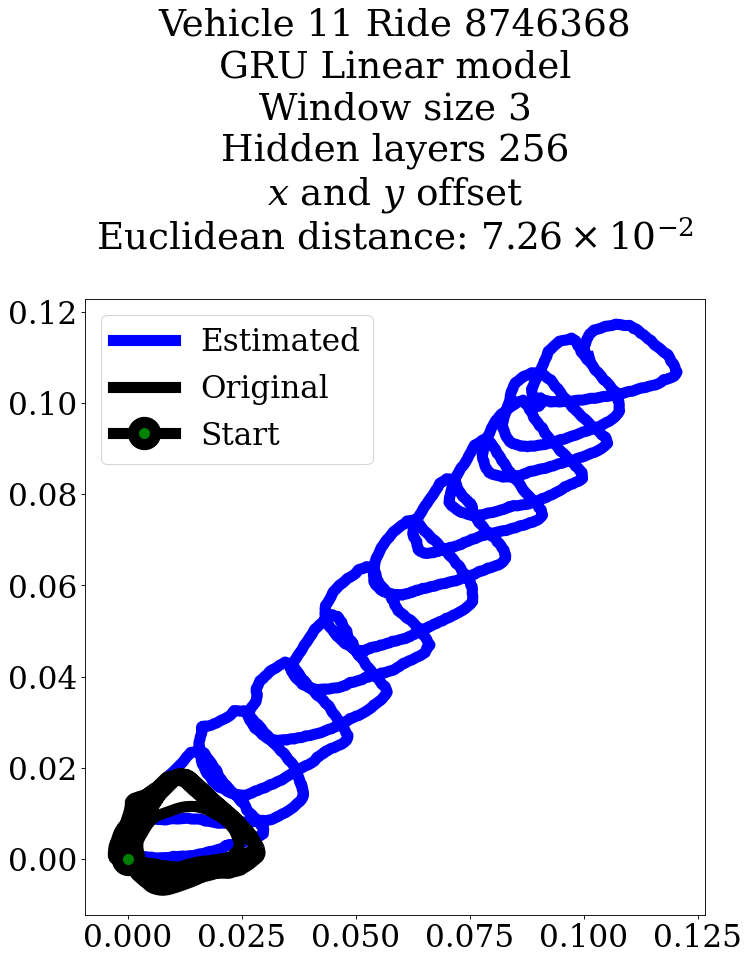 Vehicle 11 Ride 8746368
GRU Linear model
Window size 3
Hidden layers 256
x and y offset
Euclidean distance: 7.26 × 10⁻²
Estimated
Original
Start
0.12
0.10
0.08
0.06
0.04
0.02
0.00
0.000 0.025 0.050 0.075 0.100 0.125